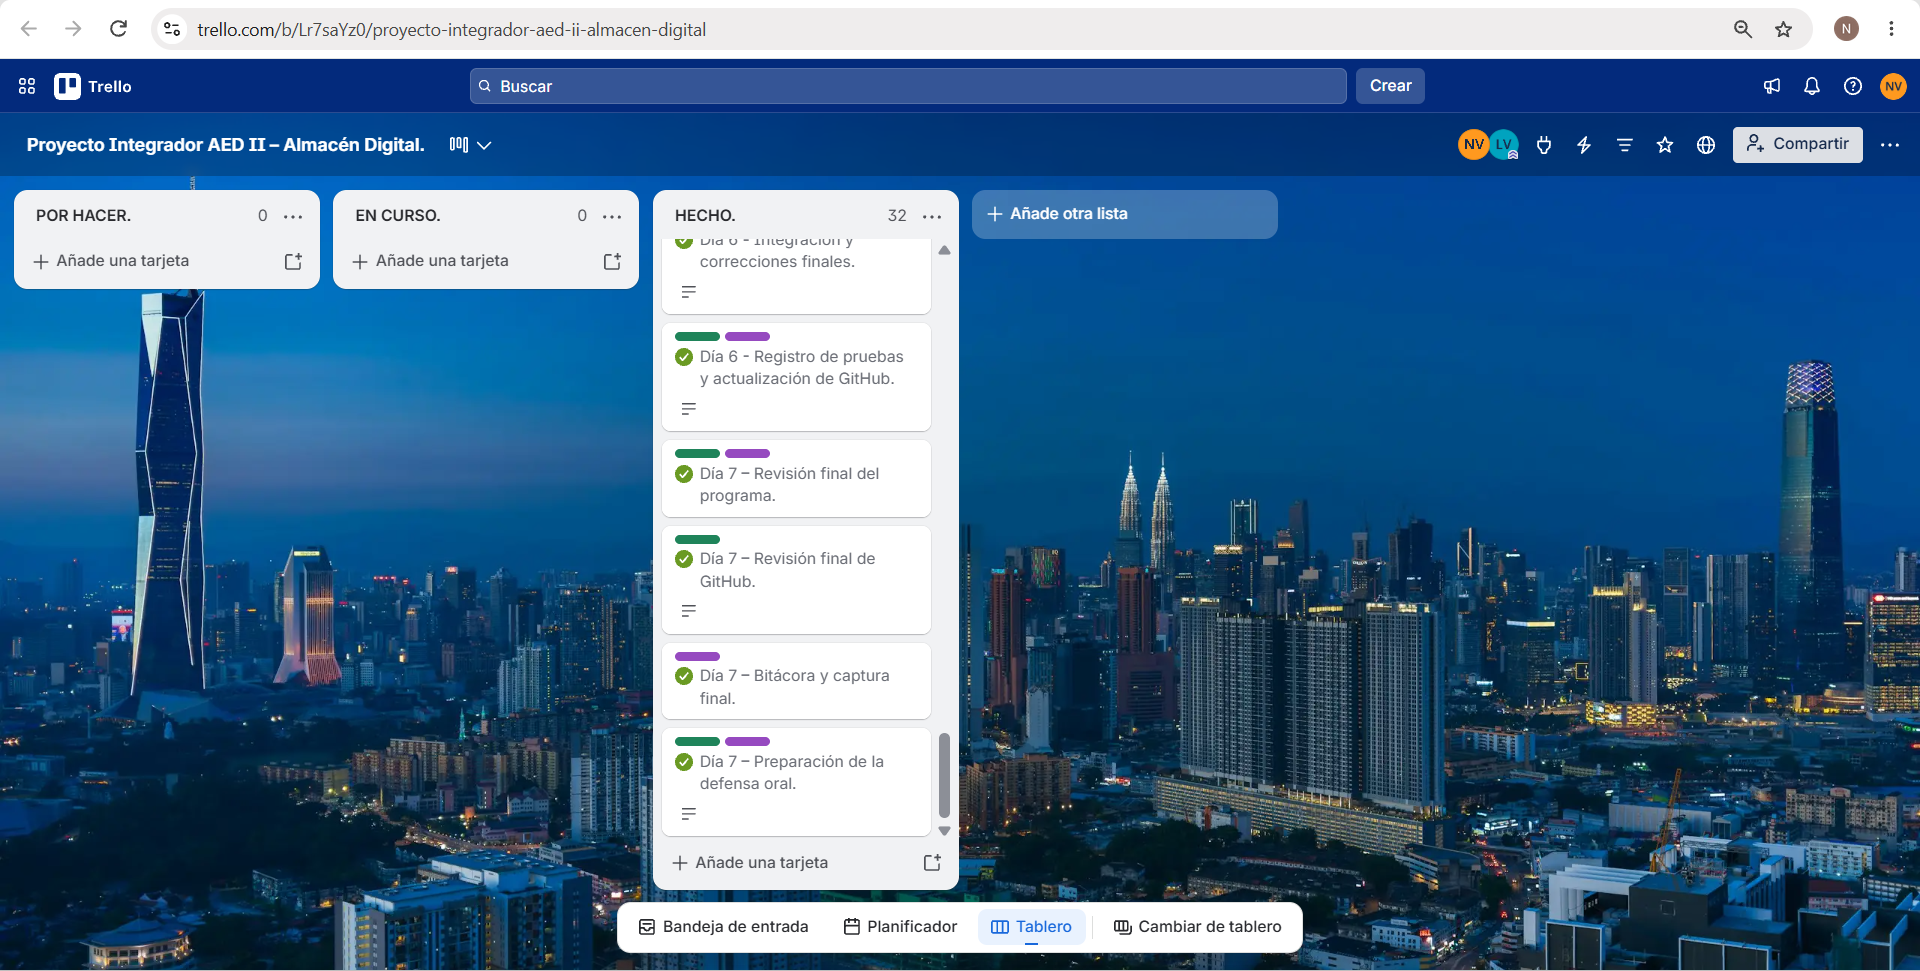 trello.com/b/Lr7saYz0/proyecto-integrador-aed-ii-almacen-digital
N
Trello
Buscar
Crear
NV
Proyecto Integrador AED II – Almacén Digital.
NV
LV
Compartir
POR HACER.
0
Añade una tarjeta
EN CURSO.
0
Añade una tarjeta
HECHO.
32
Día 6 - Integración y
correcciones finales.
Día 6 - Registro de pruebas
y actualización de GitHub.
Día 7 – Revisión final del
programa.
Día 7 – Revisión final de
GitHub.
Día 7 – Bitácora y captura
final.
Día 7 – Preparación de la
defensa oral.
Añade una tarjeta
Añade otra lista
Bandeja de entrada
Planificador
Tablero
Cambiar de tablero